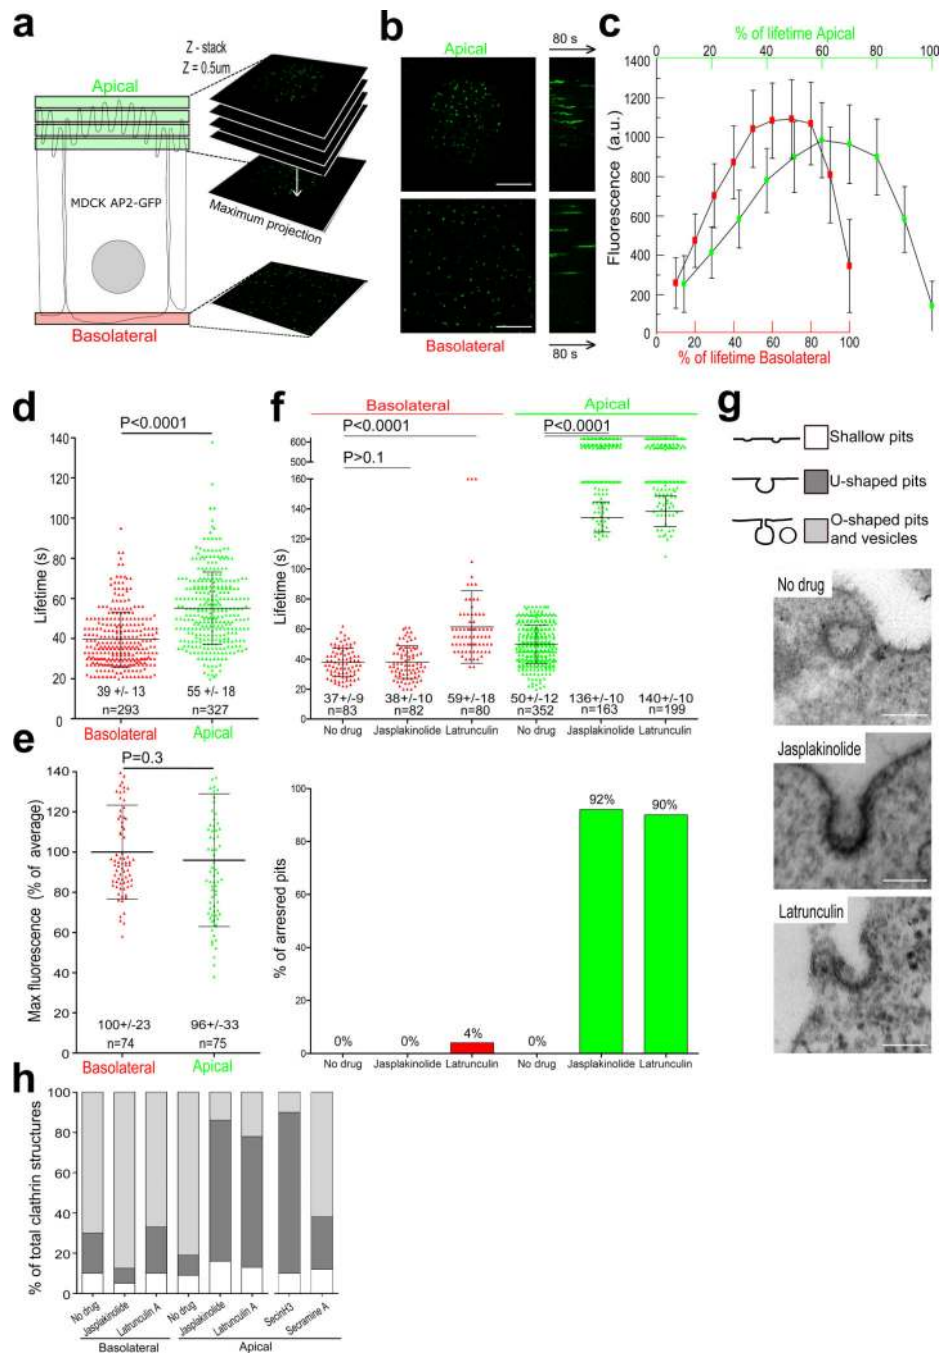 a
Z - stack
Z = 0.5um
Apical
MDCK AP2-GFP
Maximum projection
Basolateral
b
Apical
80 s
Basolateral
80 s
c
% of lifetime Apical
0 20 40 60 80 100
1400
1200
1000
800
600
400
200
0
Fluorescence (a.u.)
0 20 40 60 80 100
% of lifetime Basolateral
d
P<0.0001
140
120
100
80
60
40
20
0
Lifetime (s)
39 +/- 13
n=293
55 +/- 18
n=327
Basolateral Apical
e
P=0.3
140
120
100
80
60
40
20
0
Max fluorescence (% of average)
100+/-23
n=74
96+/-33
n=75
Basolateral Apical
f
Basolateral Apical
P<0.0001
P<0.0001
P>0.1
600
500
160
140
120
100
80
60
40
20
0
Lifetime (s)
37+/-9 38+/-10 59+/-18 50+/-12 136+/-10 140+/-10
n=83 n=82 n=80 n=352 n=163 n=199
No drug Jasplakinolide Latrunculin No drug Jasplakinolide Latrunculin
100
80
60
40
20
0
% of arresred pits
0% 0% 4% 0% 92% 90%
No drug Jasplakinolide Latrunculin No drug Jasplakinolide Latrunculin
g
Shallow pits
U-shaped pits
O-shaped pits
and vesicles
No drug
Jasplakinolide
Latrunculin
h
100
80
60
40
20
0
% of total clathrin structures
No drug Jasplakinolide Latrunculin A No drug Jasplakinolide Latrunculin A SecinH3 Secramine A
Basolateral Apical